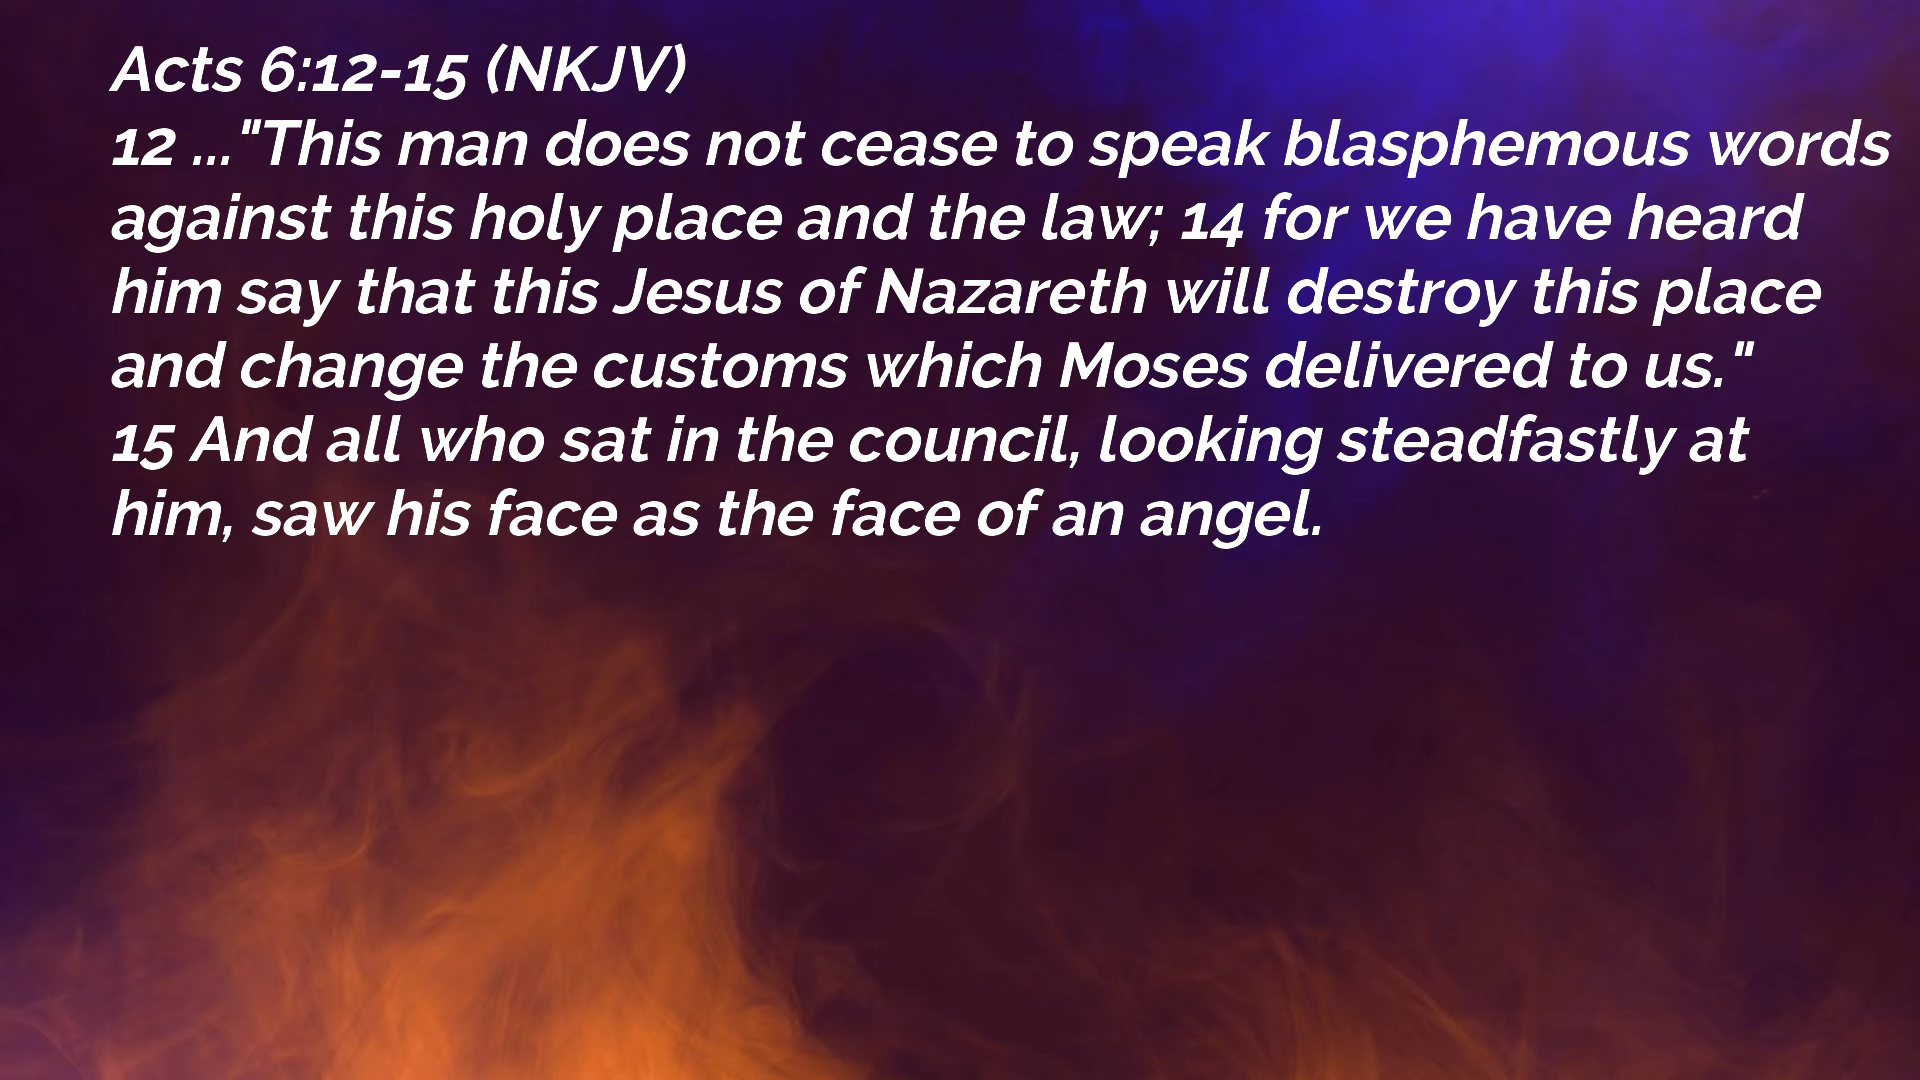 Acts 6:12-15 (NKJV)
12 ..."This man does not cease to speak blasphemous words
against this holy place and the law; 14 for we have heard
him say that this Jesus of Nazareth will destroy this place
and change the customs which Moses delivered to us."
15 And all who sat in the council, looking steadfastly at
him, saw his face as the face of an angel.